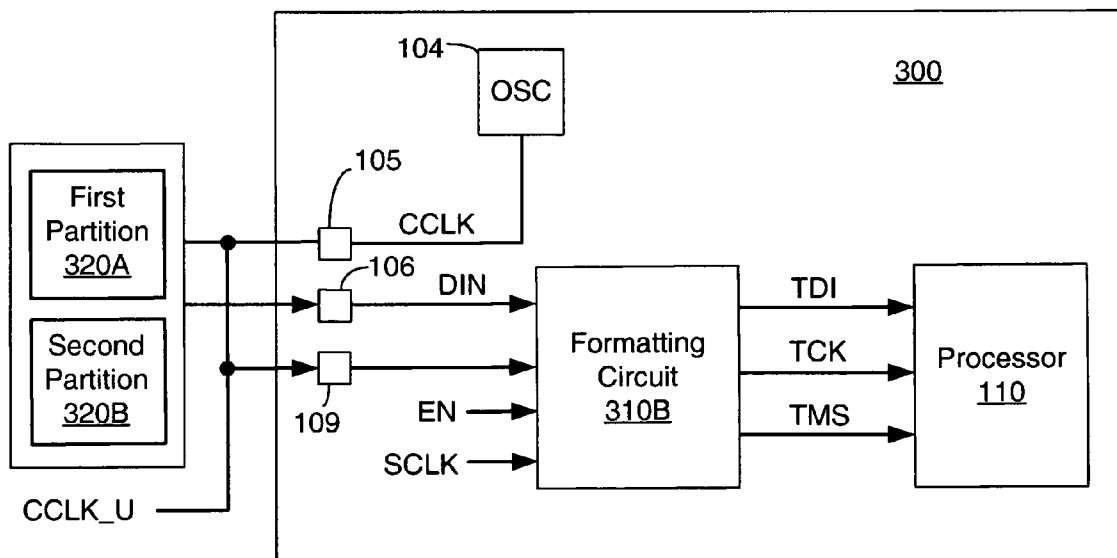 104
OSC
300
First
Partition
320A
105
CCLK
106
DIN
TDI
Second
Partition
320B
Formatting
Circuit
310B
TCK
Processor
110
109
EN
TMS
SCLK
CCLK_U